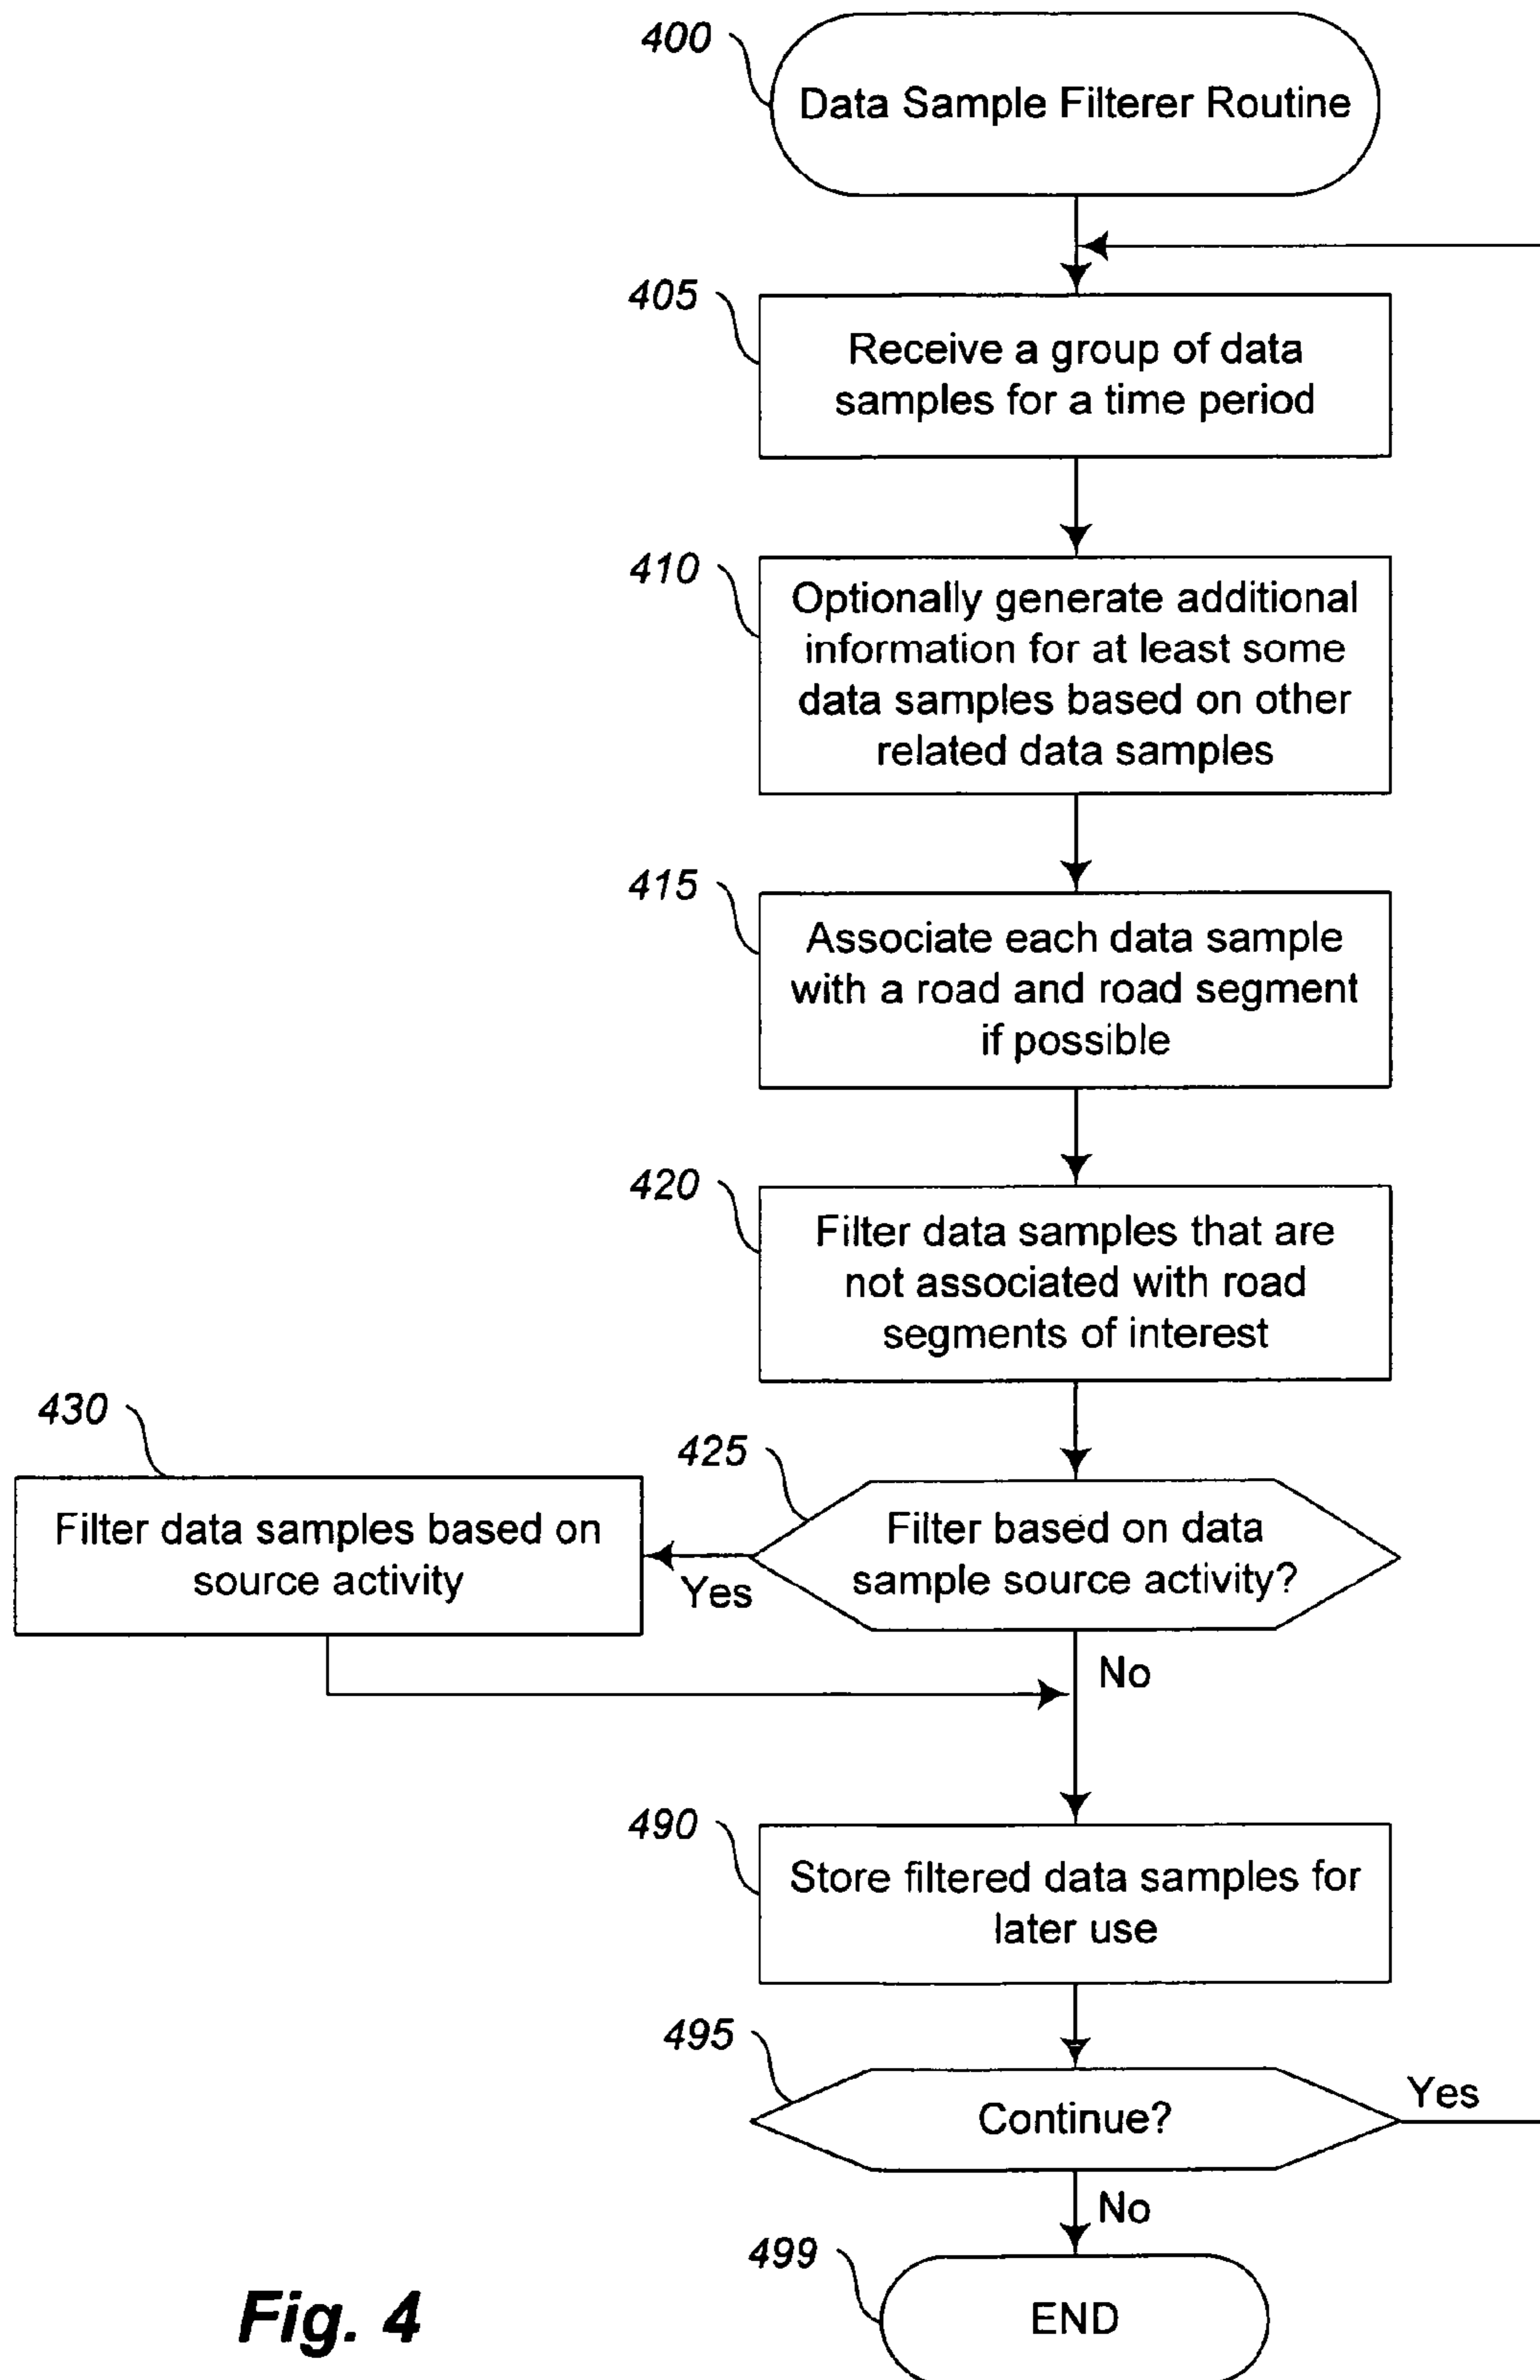 400
Data Sample Filterer Routine
405
Receive a group of data
samples for a time period
410
Optionally generate additional
information for at least some
data samples based on other
related data samples
415
Associate each data sample
with a road and road segment
if possible
420
Filter data samples that are
not associated with road
segments of interest
430
Filter data samples based on
source activity
425
Filter based on data
sample source activity?
Yes
No
490
Store filtered data samples for
later use
495
Continue?
Yes
No
499
END
Fig. 4